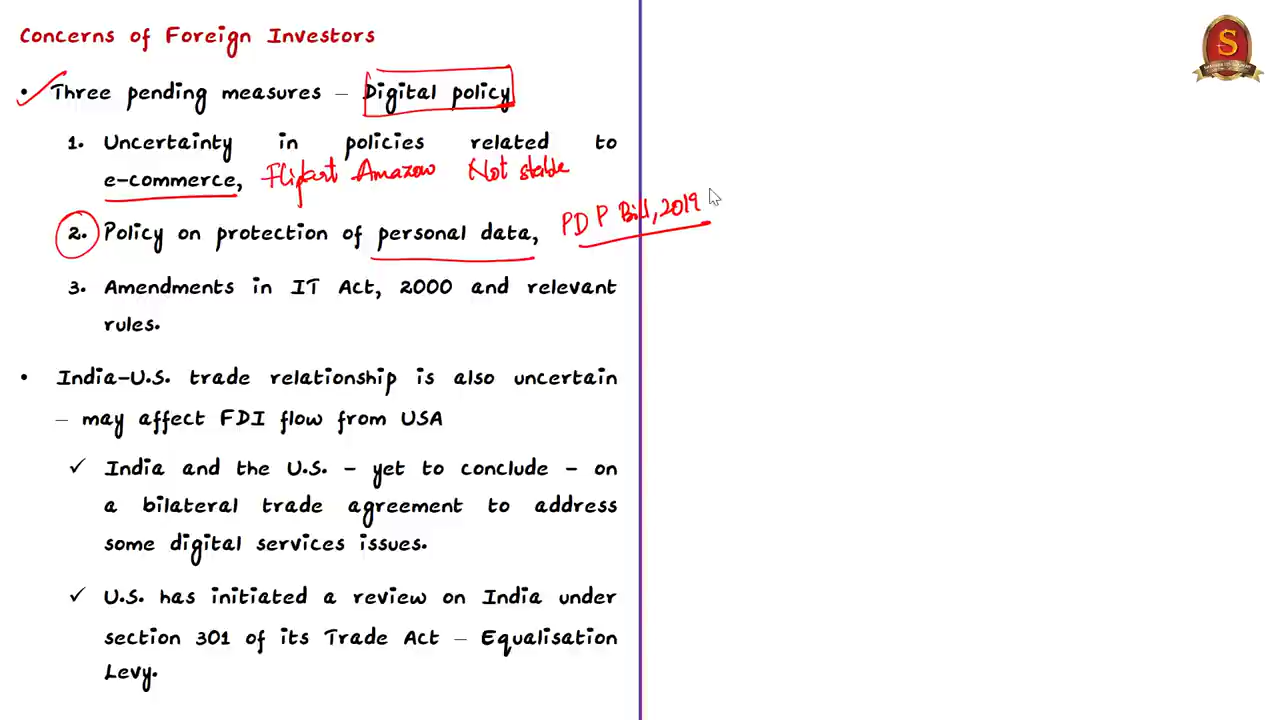 Concerns of Foreign Investors
• Three pending measures – Digital policy
1. Uncertainty in policies related to
e-commerce, Flipkart Amazon Not stable
2. Policy on protection of personal data, PDP Bill, 2019
3. Amendments in IT Act, 2000 and relevant
rules.
• India-U.S. trade relationship is also uncertain
– may affect FDI flow from USA
✓ India and the U.S. - yet to conclude - on
a bilateral trade agreement to address
some digital services issues.
✓ U.S. has initiated a review on India under
section 301 of its Trade Act – Equalisation
Levy.
S